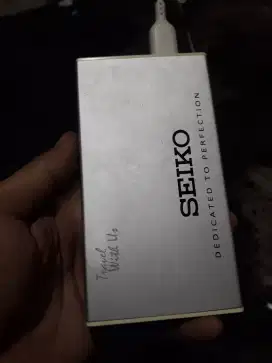 SEIKO
DEDICATED TO PERFECTION
Travel
With Us